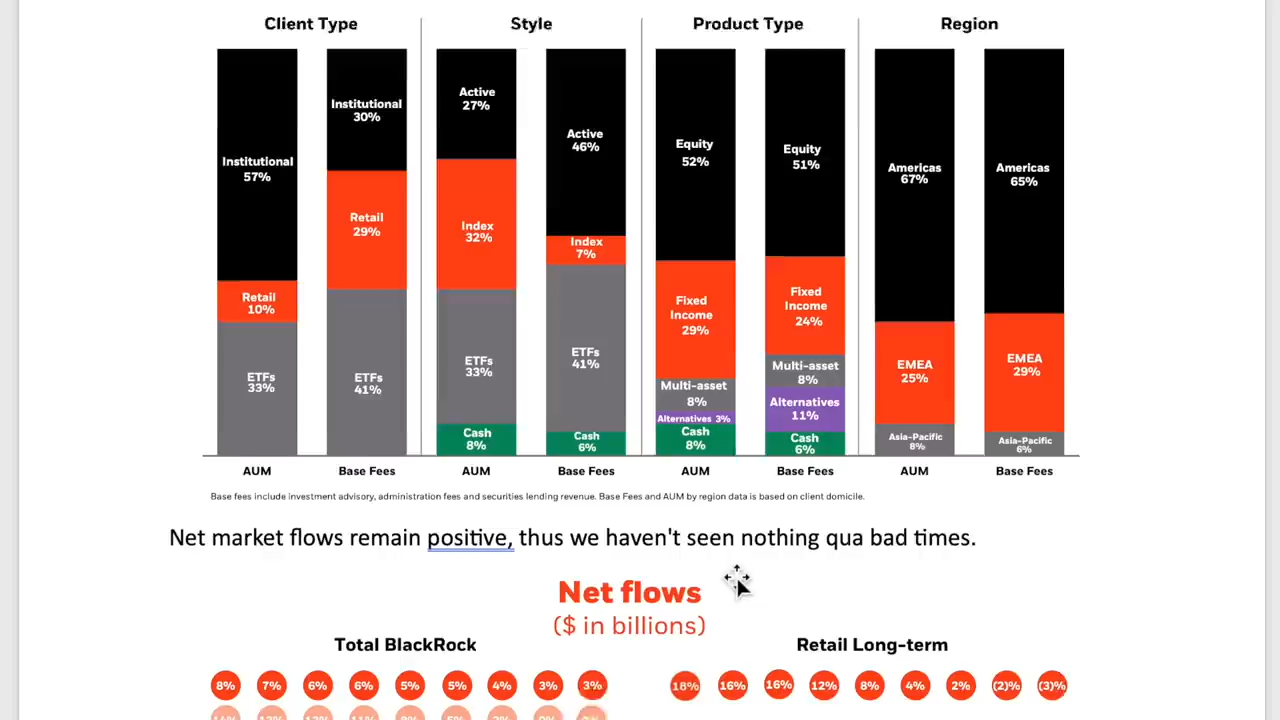 Client Type
Style
Product Type
Region
Institutional
57%
Retail
10%
ETFs
33%
Institutional
30%
Retail
29%
ETFs
41%
Active
27%
Index
32%
ETFs
33%
Cash
8%
Active
46%
Index
7%
ETFs
41%
Cash
6%
Equity
52%
Fixed
Income
29%
Multi-asset
8%
Alternatives 3%
Cash
8%
Equity
51%
Fixed
Income
24%
Multi-asset
8%
Alternatives
11%
Cash
6%
Americas
67%
EMEA
25%
Asia-Pacific
8%
Americas
65%
EMEA
29%
Asia-Pacific
6%
AUM Base Fees AUM Base Fees AUM Base Fees AUM Base Fees
Base fees include investment advisory, administration fees and securities lending revenue. Base Fees and AUM by region data is based on client domicile.
Net market flows remain positive, thus we haven't seen nothing qua bad times.
Net flows
($ in billions)
Total BlackRock
Retail Long-term
8% 7% 6% 6% 5% 5% 4% 3% 3%
18% 16% 16% 12% 8% 4% 2% (2)% (3)%